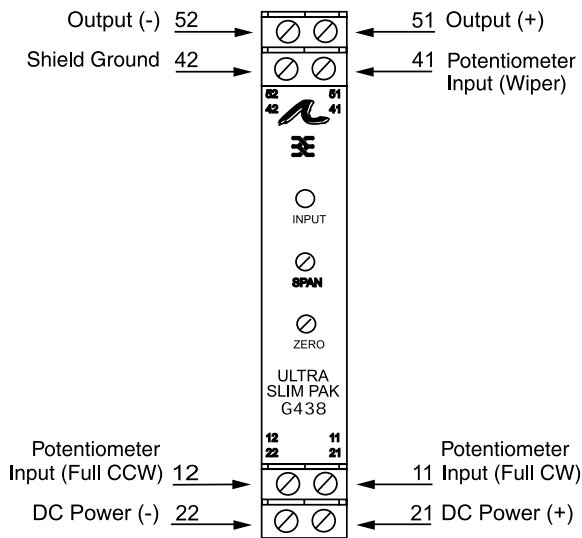 Output (-) 52
51 Output (+)
Shield Ground 42
41 Potentiometer
Input (Wiper)
52 51
42 41
INPUT
SPAN
ZERO
ULTRA
SLIM PAK
G438
12 11
22 21
Potentiometer
Input (Full CCW) 12
Potentiometer
11 Input (Full CW)
DC Power (-) 22
21 DC Power (+)